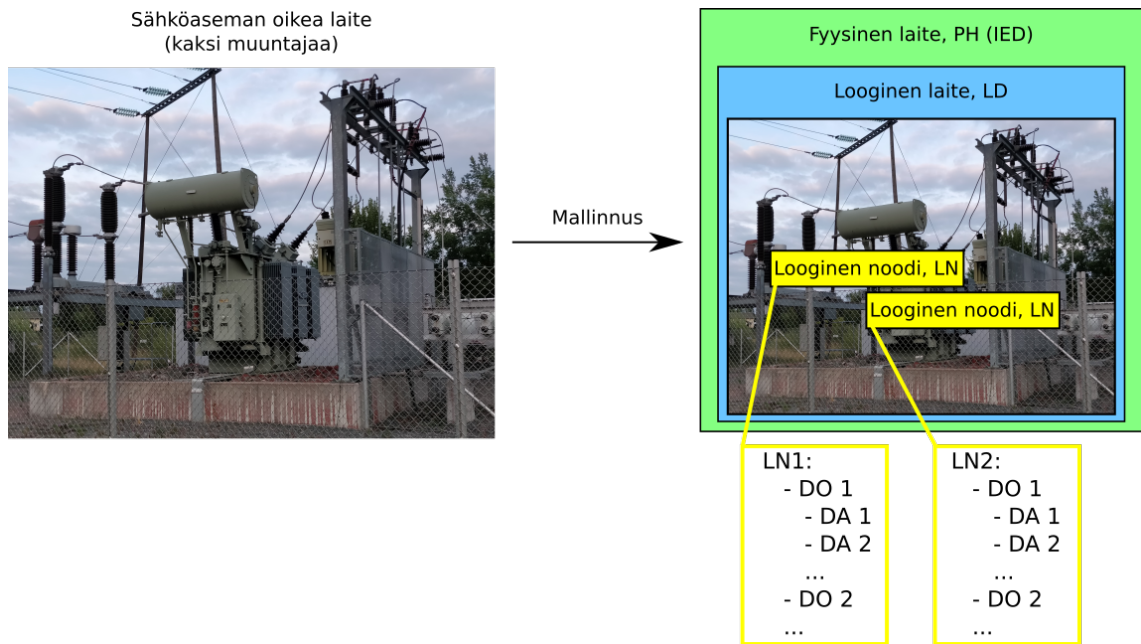 Sähköaseman oikea laite
(kaksi muuntajaa)
Mallinnus
Fyysinen laite, PH (IED)
Looginen laite, LD
Looginen noodi, LN
Looginen noodi, LN
LN1:
- DO 1
- DA 1
- DA 2
...
- DO 2
...
LN2:
- DO 1
- DA 1
- DA 2
...
- DO 2
...